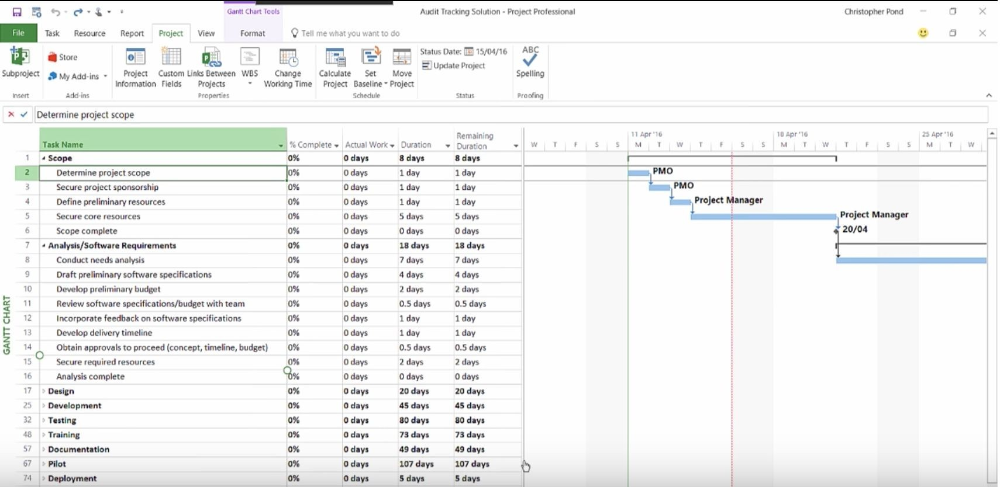 Gantt Chart Tools
Audit Tracking Solution - Project Professional
Christopher Pond
File Task Resource Report Project View Format Tell me what you want to do
Subproject
Insert
Store
My Add-ins
Add-ins
Project Information
Custom Fields
Links Between Projects
WBS
Change Working Time
Properties
Calculate Project
Set Baseline
Move Project
Schedule
Status Date: 15/04/16
Update Project
Status
ABC
Spelling
Proofing
Determine project scope
Task Name % Complete Actual Work Duration Remaining Duration
11 Apr '16 18 Apr '16 25 Apr '16
W T F S S M T W T F S S M T W T F S S M T W
1 Scope 0% 0 days 8 days 8 days
2 Determine project scope 0% 0 days 1 day 1 day PMO
3 Secure project sponsorship 0% 0 days 1 day 1 day PMO
4 Define preliminary resources 0% 0 days 1 day 1 day Project Manager
5 Secure core resources 0% 0 days 5 days 5 days Project Manager
6 Scope complete 0% 0 days 0 days 0 days 20/04
7 Analysis/Software Requirements 0% 0 days 18 days 18 days
8 Conduct needs analysis 0% 0 days 7 days 7 days
9 Draft preliminary software specifications 0% 0 days 4 days 4 days
10 Develop preliminary budget 0% 0 days 2 days 2 days
11 Review software specifications/budget with team 0% 0 days 0.5 days 0.5 days
12 Incorporate feedback on software specifications 0% 0 days 1 day 1 day
13 Develop delivery timeline 0% 0 days 1 day 1 day
14 Obtain approvals to proceed (concept, timeline, budget) 0% 0 days 0.5 days 0.5 days
15 Secure required resources 0% 0 days 2 days 2 days
16 Analysis complete 0% 0 days 0 days 0 days
17 Design 0% 0 days 20 days 20 days
25 Development 0% 0 days 45 days 45 days
32 Testing 0% 0 days 80 days 80 days
48 Training 0% 0 days 73 days 73 days
57 Documentation 0% 0 days 49 days 49 days
67 Pilot 0% 0 days 107 days 107 days
74 Deployment 0% 0 days 5 days 5 days
GANTT CHART